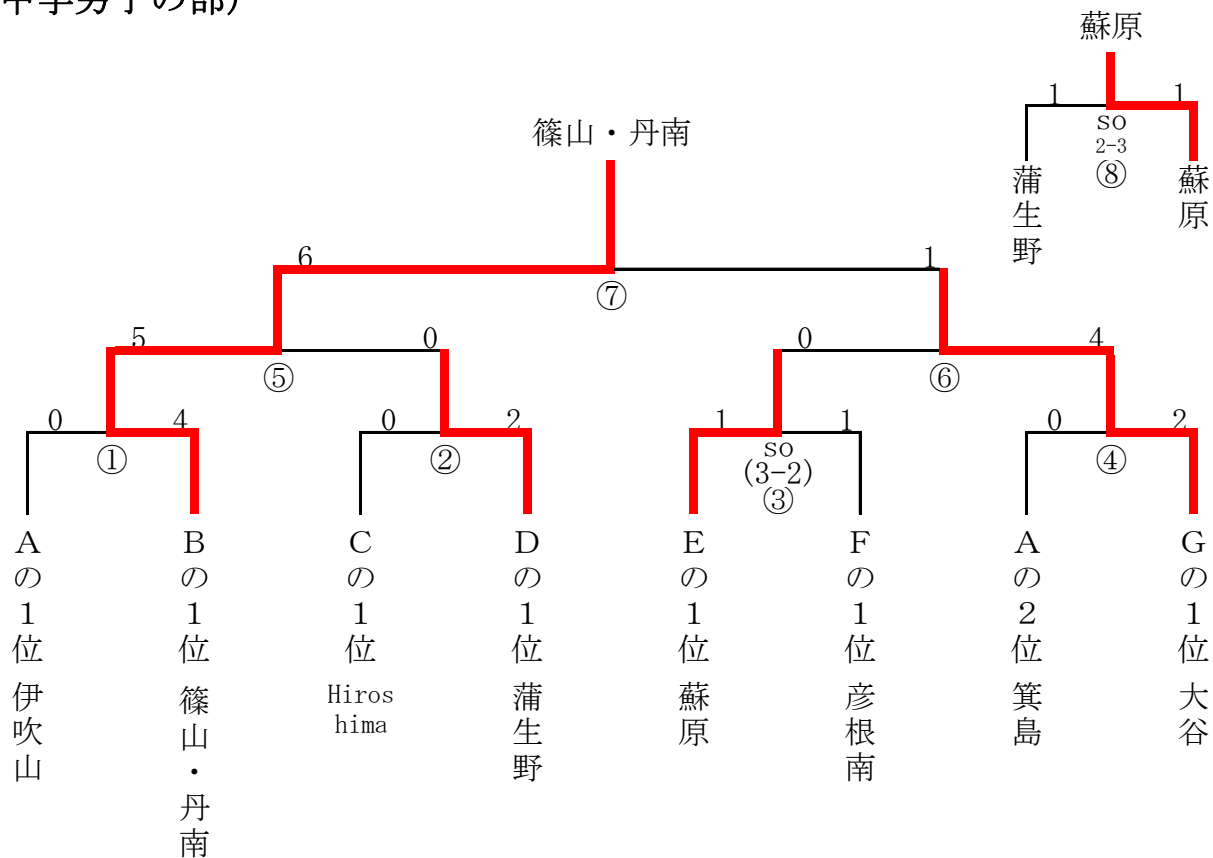 中学男子の部）
蘇原
1 1
so
2-3
⑧
蒲生野
蘇原
篠山・丹南
6 1
⑦
5 0 0 4
⑤ ⑥
0 4 0 2 1 1 0 2
① ② so ④
(3-2)
③
Aの1位 伊吹山
Bの1位 篠山・丹南
Cの1位 Hiros
hima
Dの1位 蒲生野
Eの1位 蘇原
Fの1位 彦根南
Aの2位 箕島
Gの1位 大谷